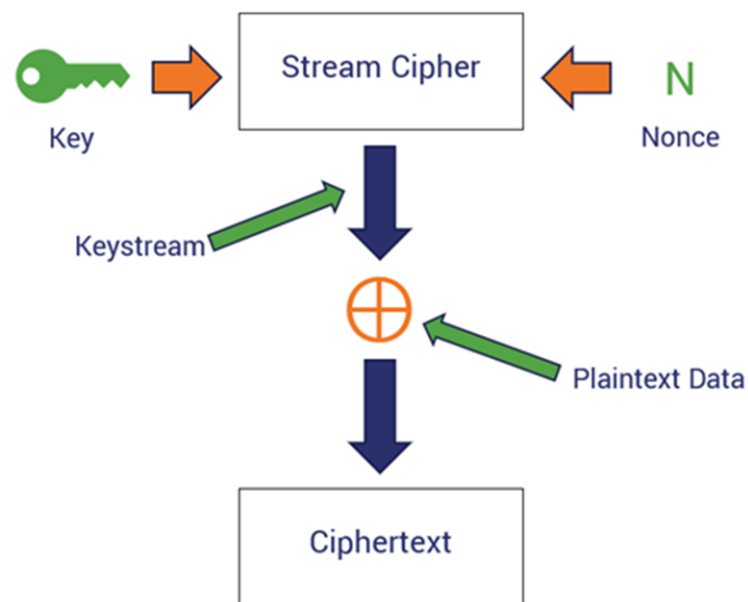 Stream Cipher
N
Key
Nonce
Keystream
Plaintext Data
Ciphertext